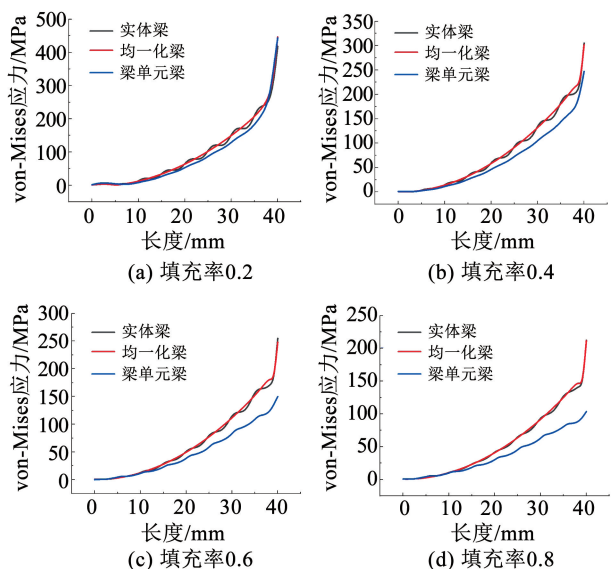 von-Mises应力/MPa
500
400
300
200
100
0
实体梁
均一化梁
梁单元梁
0 10 20 30 40
长度/mm
(a) 填充率0.2
von-Mises应力/MPa
350
300
250
200
150
100
50
0
实体梁
均一化梁
梁单元梁
0 10 20 30 40
长度/mm
(b) 填充率0.4
von-Mises应力/MPa
300
250
200
150
100
50
0
实体梁
均一化梁
梁单元梁
0 10 20 30 40
长度/mm
(c) 填充率0.6
von-Mises应力/MPa
250
200
150
100
50
0
实体梁
均一化梁
梁单元梁
0 10 20 30 40
长度/mm
(d) 填充率0.8